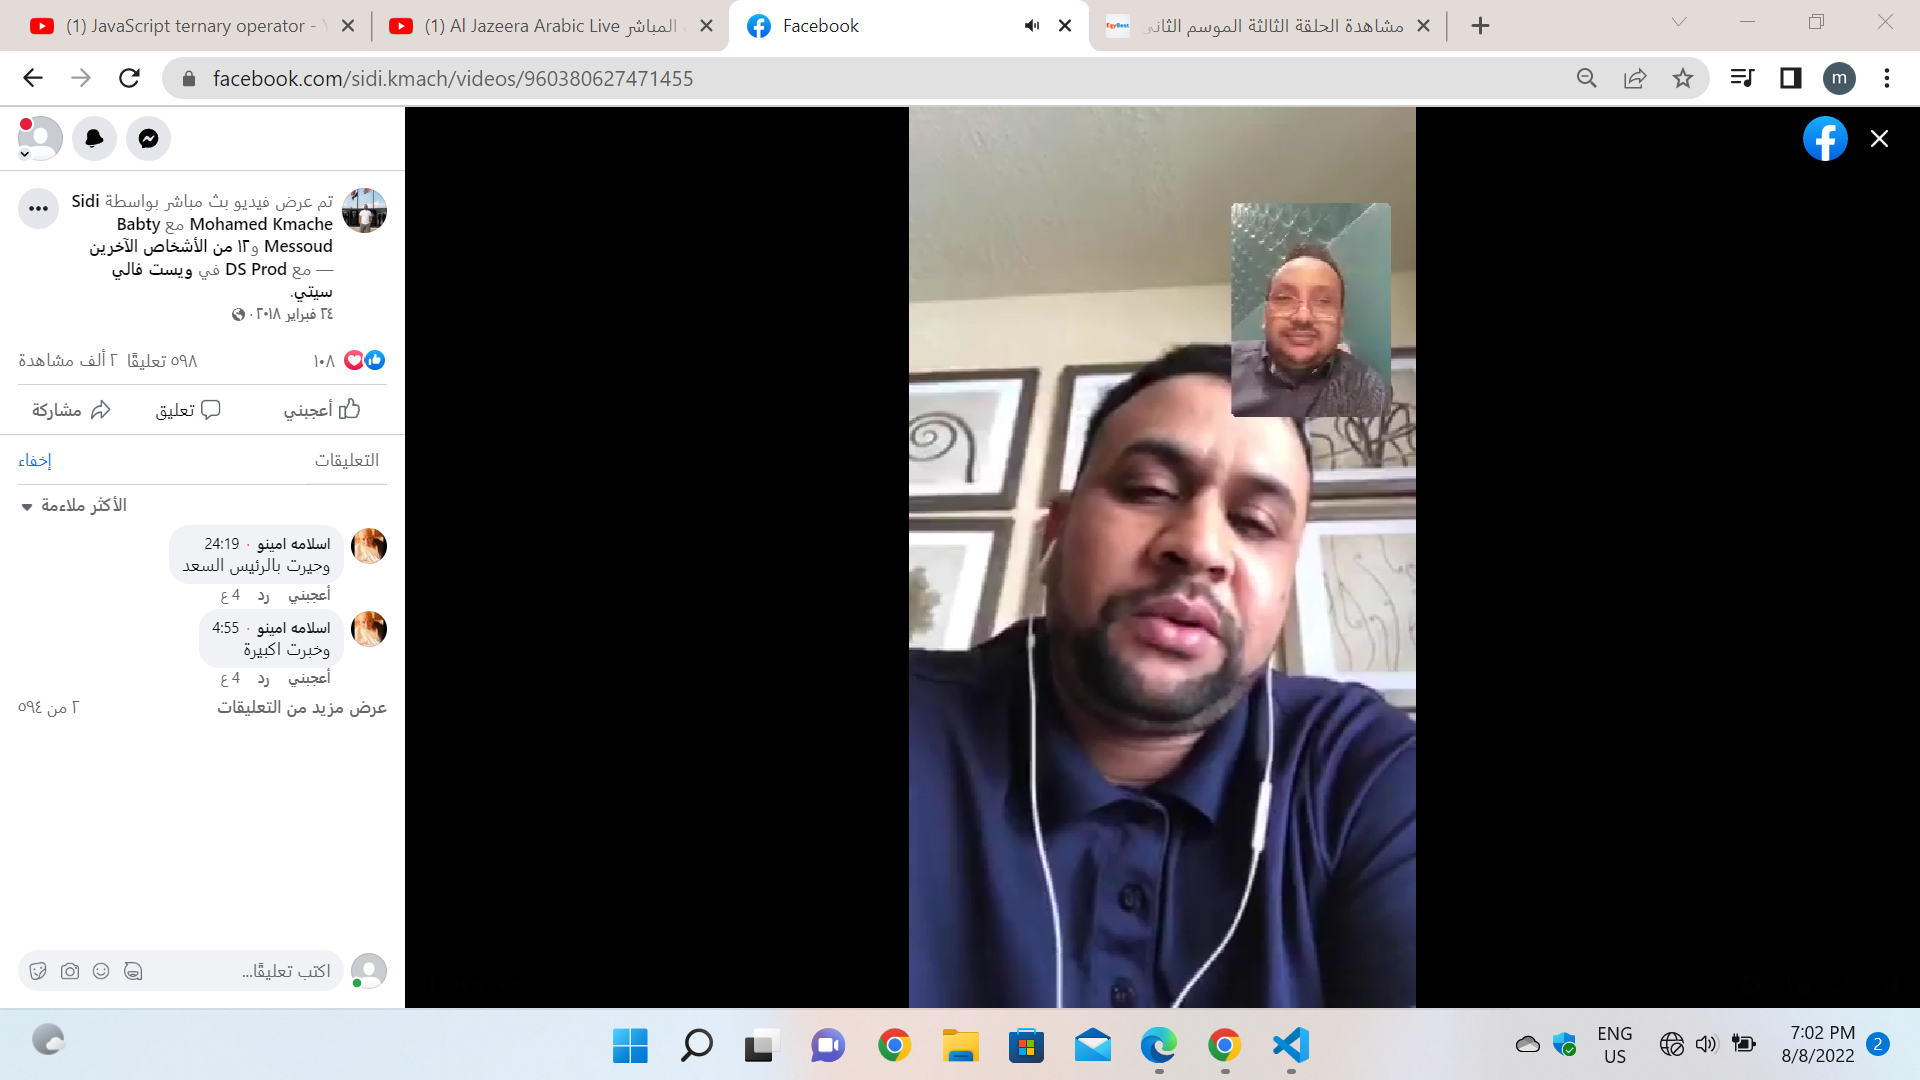 (1) JavaScript ternary operator - Y
(1) Al Jazeera Arabic Live المباشر
Facebook
مشاهدة الحلقة الثالثة الموسم الثاني
facebook.com/sidi.kmach/videos/960380627471455
m
تم عرض فيديو بث مباشر بواسطة Sidi
Mohamed Kmache مع Babty
Messoud و١٢ من الأشخاص الآخرين
— مع DS Prod في ويست فالي
سيتي.
٢٤ فبراير ٢٠١٨ ·
١٠٨
٥٩٨ تعليقًا ٢ ألف مشاهدة
أعجبني تعليق مشاركة
التعليقات إخفاء
الأكثر ملاءمة
اسلامه امينو · 24:19
وحيرت بالرئيس السعد
أعجبني رد 4 ع
اسلامه امينو · 4:55
وخبرت اكبيرة
أعجبني رد 4 ع
عرض مزيد من التعليقات ٢ من ٥٩٤
اكتب تعليقًا...
ENG
US
7:02 PM
8/8/2022
2